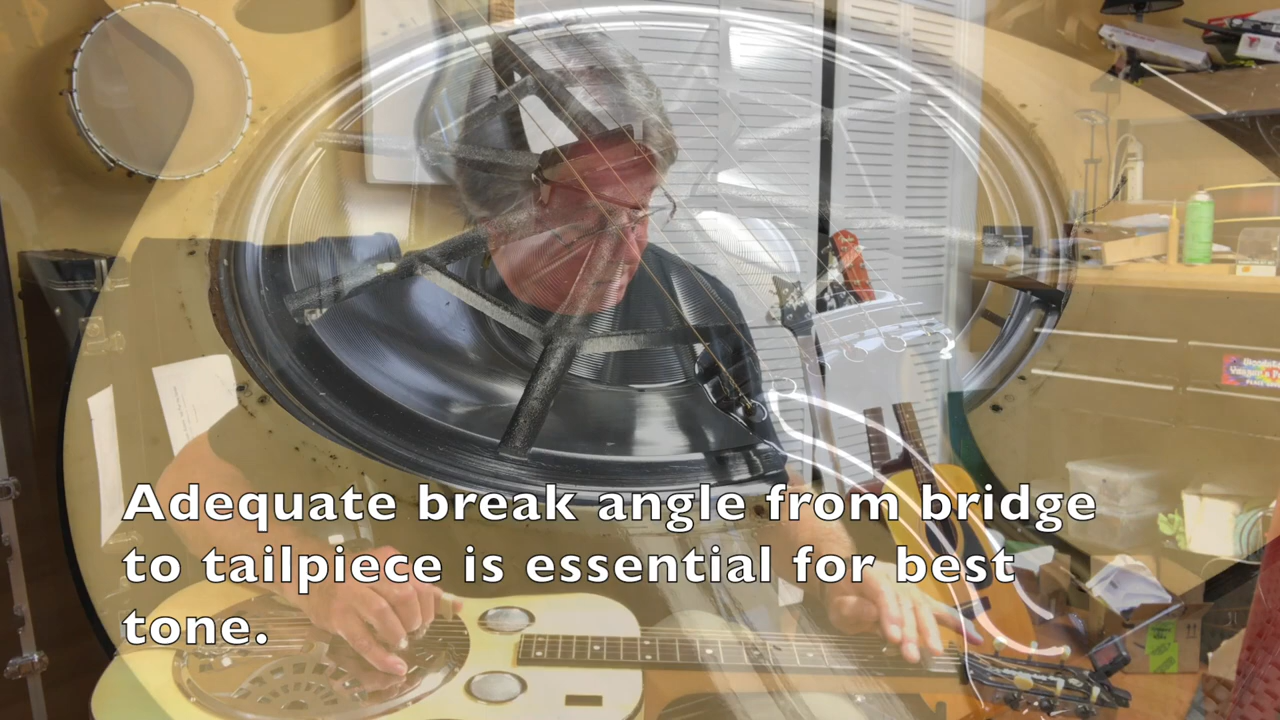 Adequate break angle from bridge
to tailpiece is essential for best
tone.